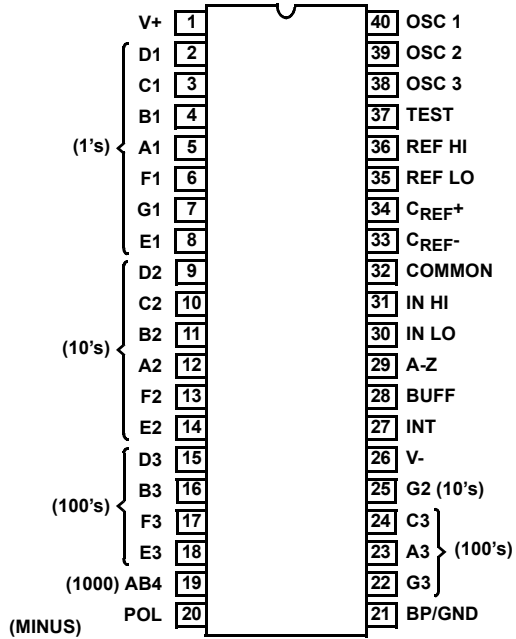 V+ 1 40 OSC 1
D1 2 39 OSC 2
C1 3 38 OSC 3
B1 4 37 TEST
(1's) A1 5 36 REF HI
F1 6 35 REF LO
G1 7 34 CREF+
E1 8 33 CREF-
D2 9 32 COMMON
C2 10 31 IN HI
(10's) B2 11 30 IN LO
A2 12 29 A-Z
F2 13 28 BUFF
E2 14 27 INT
D3 15 26 V-
(100's) B3 16 25 G2 (10's)
F3 17 24 C3
E3 18 23 A3 (100's)
(1000) AB4 19 22 G3
(MINUS) POL 20 21 BP/GND